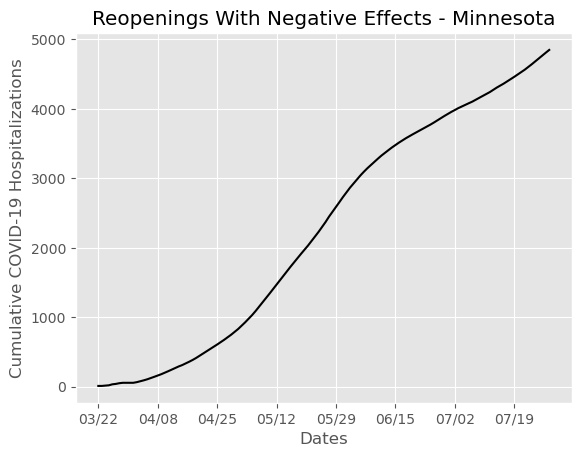 Reopenings With Negative Effects - Minnesota
Cumulative COVID-19 Hospitalizations
5000
4000
3000
2000
1000
0
03/22 04/08 04/25 05/12 05/29 06/15 07/02 07/19
Dates